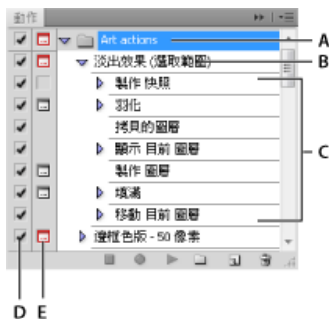 動作
Art actions
A
淡出效果 (選取範圍)
B
製作 快照
羽化
拷貝的圖層
顯示 目前 圖層
C
製作 圖層
填滿
移動 目前 圖層
邊框色版 - 50 像素
D E